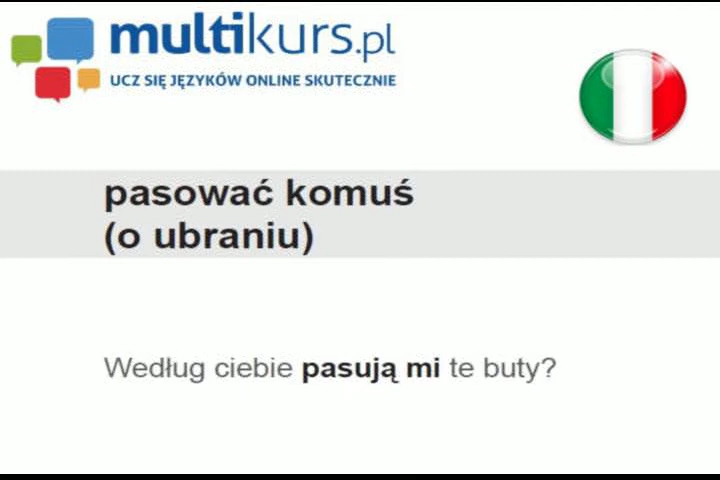 multikurs.pl
UCZ SIĘ JĘZYKÓW ONLINE SKUTECZNIE
pasować komuś
(o ubraniu)
Według ciebie pasują mi te buty?